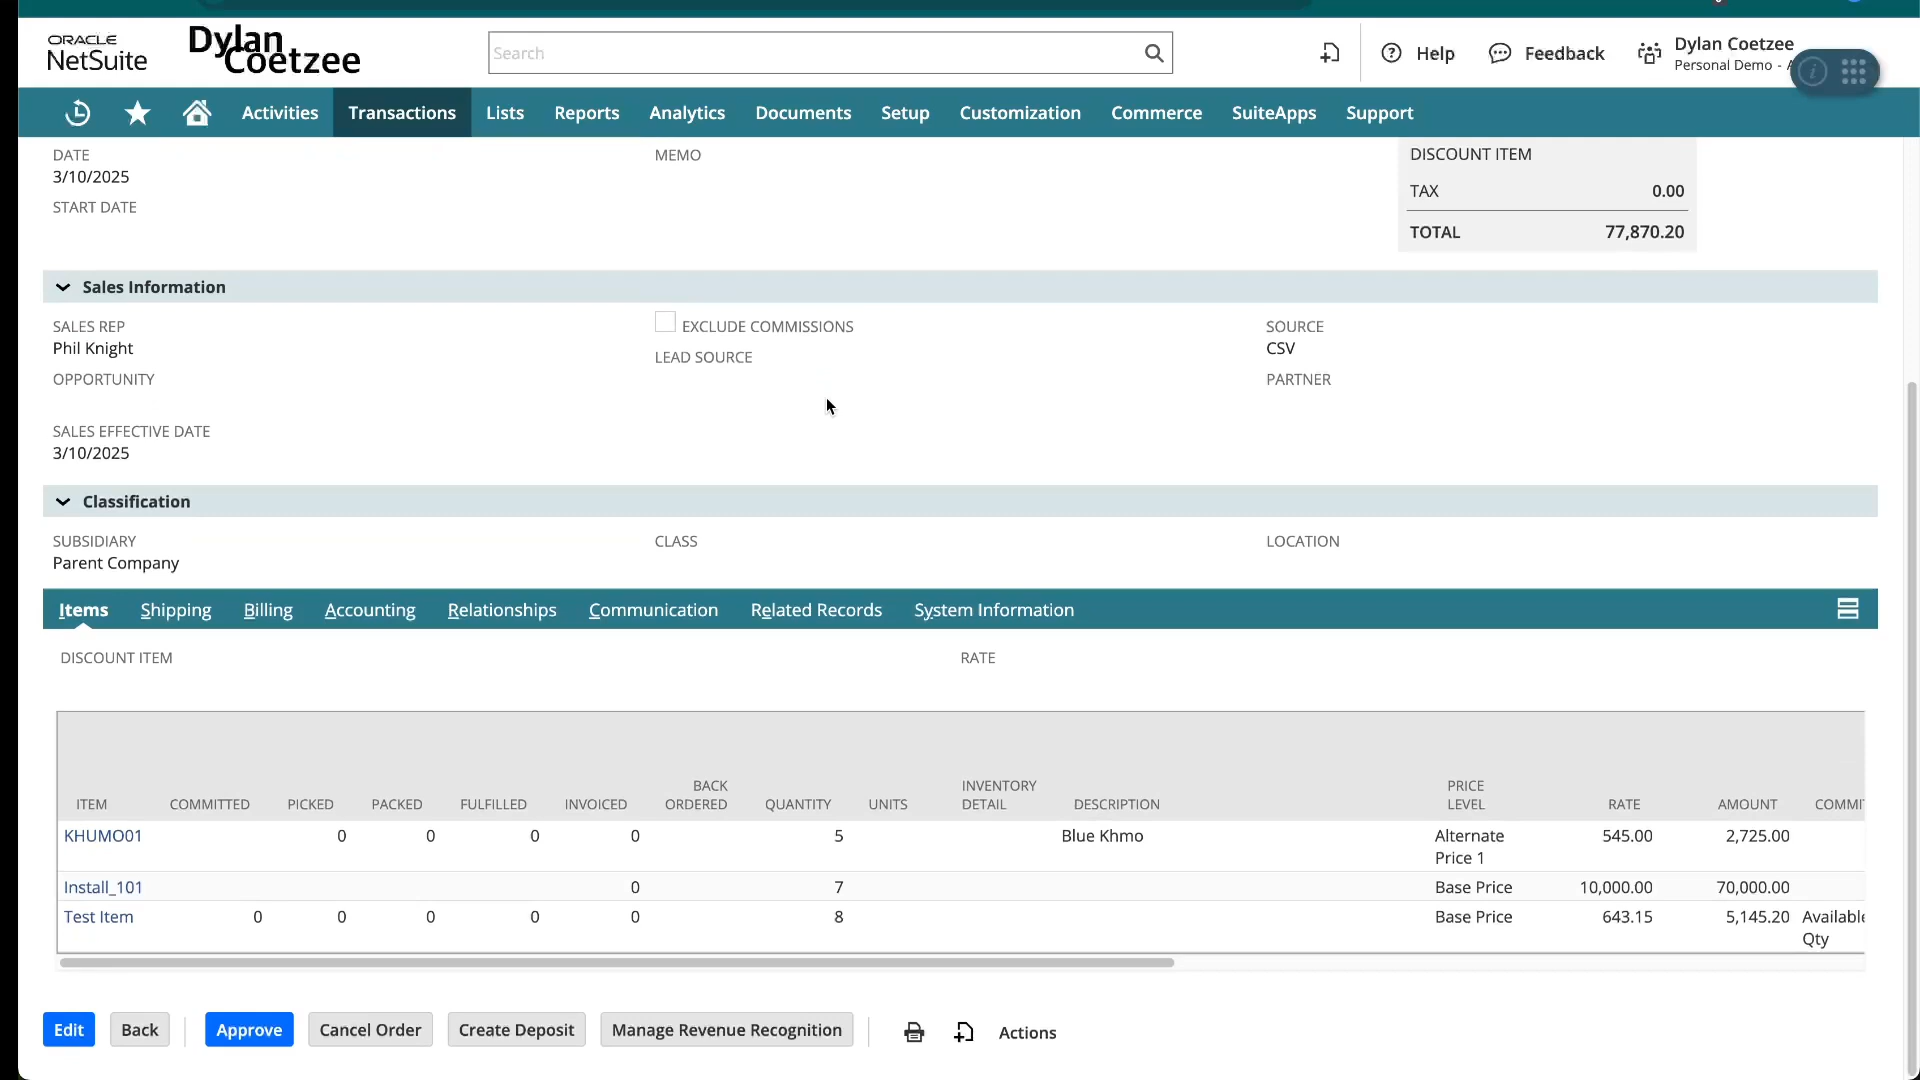 ORACLE
NetSuite
Dylan
Coetzee
Search
Help
Feedback
Dylan Coetzee
Personal Demo -
Activities
Transactions
Lists
Reports
Analytics
Documents
Setup
Customization
Commerce
SuiteApps
Support
DATE
3/10/2025
START DATE
MEMO
DISCOUNT ITEM
TAX 0.00
TOTAL 77,870.20
Sales Information
SALES REP
Phil Knight
OPPORTUNITY
SALES EFFECTIVE DATE
3/10/2025
EXCLUDE COMMISSIONS
LEAD SOURCE
SOURCE
CSV
PARTNER
Classification
SUBSIDIARY
Parent Company
CLASS
LOCATION
Items Shipping Billing Accounting Relationships Communication Related Records System Information
DISCOUNT ITEM RATE
ITEM COMMITTED PICKED PACKED FULFILLED INVOICED BACK ORDERED QUANTITY UNITS INVENTORY DETAIL DESCRIPTION PRICE LEVEL RATE AMOUNT COMMI
KHUMO01 0 0 0 0 5 Blue Khmo Alternate Price 1 545.00 2,725.00
Install_101 0 7 Base Price 10,000.00 70,000.00
Test Item 0 0 0 0 0 8 Base Price 643.15 5,145.20 Available Qty
Edit
Back
Approve
Cancel Order
Create Deposit
Manage Revenue Recognition
Actions